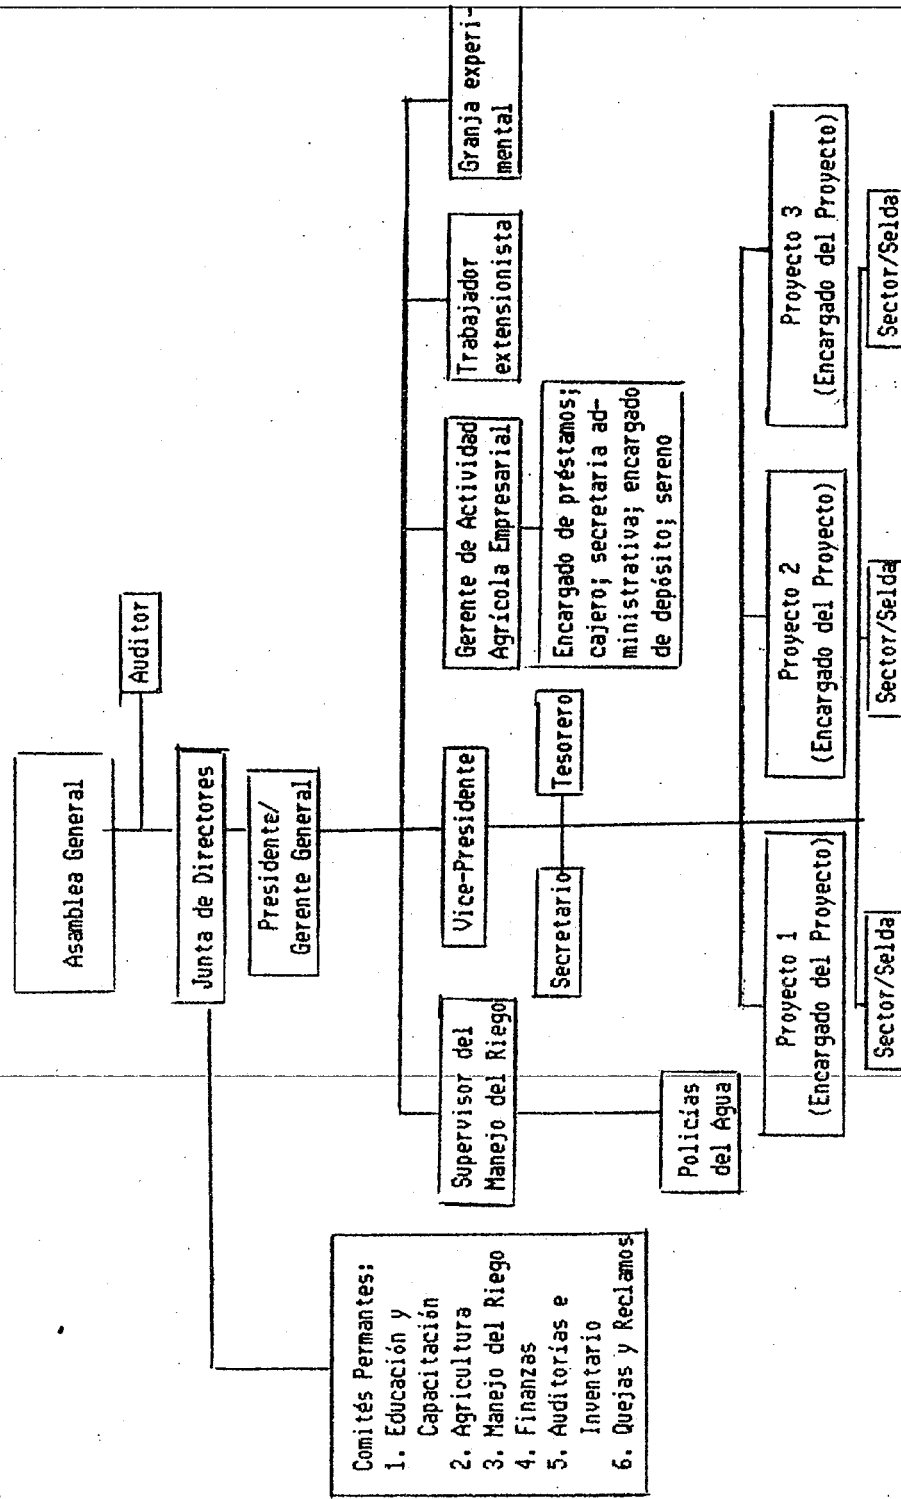 Asamblea General
Auditor
Junta de Directores
Presidente/
Gerente General
Comités Permantes:
1. Educación y
Capacitación
2. Agricultura
3. Manejo del Riego
4. Finanzas
5. Auditorías e
Inventario
6. Quejas y Reclamos
Supervisor del
Manejo del Riego
Vice-Presidente
Gerente de Actividad
Agrícola Empresarial
Trabajador
extensionista
Granja experi-
mental
Secretario
Tesorero
Encargado de préstamos;
cajero; secretaria ad-
ministrativa; encargado
de depósito; sereno
Policías
del Agua
Proyecto 1
(Encargado del Proyecto)
Proyecto 2
(Encargado del Proyecto)
Proyecto 3
(Encargado del Proyecto)
Sector/Selda
Sector/Selda
Sector/Selda